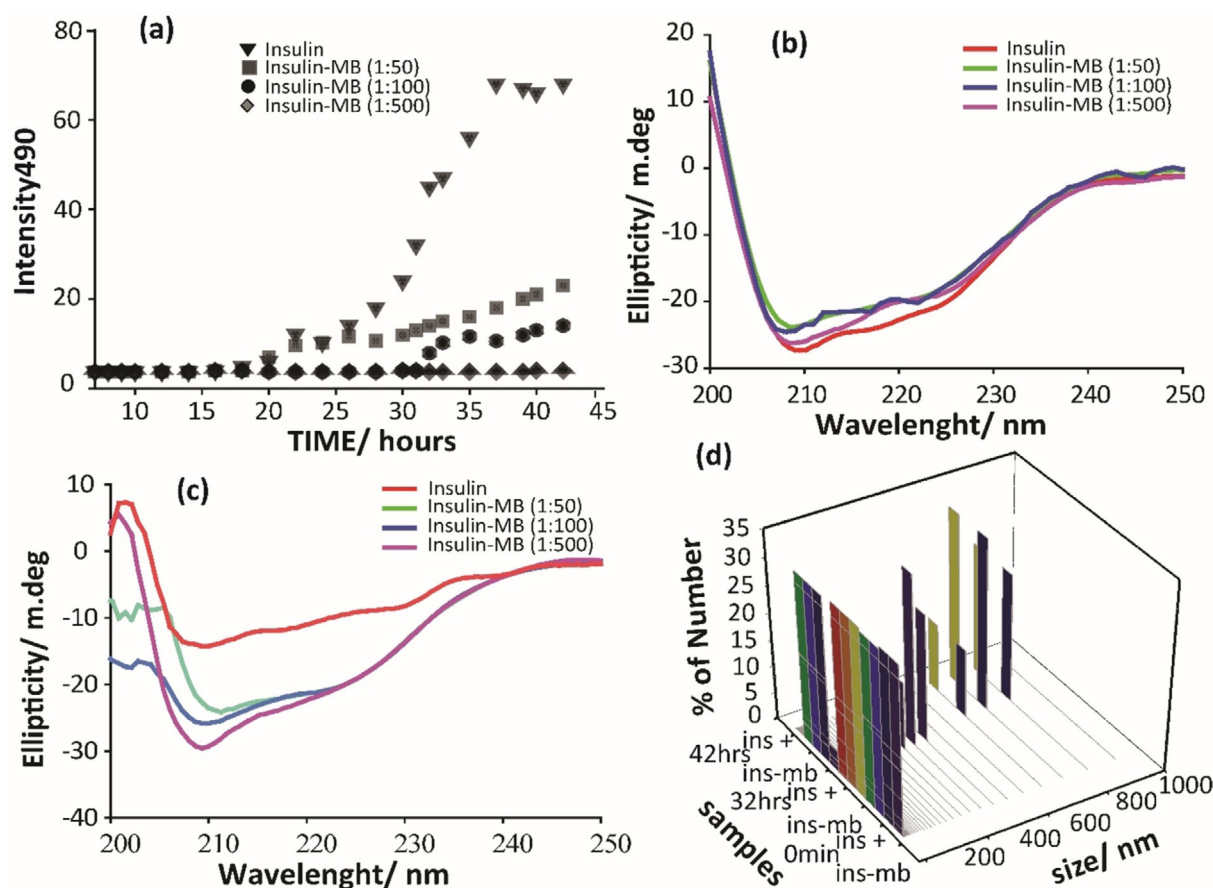 (a)
80
60
40
20
0
Intensity490
Insulin
Insulin-MB (1:50)
Insulin-MB (1:100)
Insulin-MB (1:500)
10
15
20
25
30
35
40
45
TIME/ hours
(b)
20
10
0
-10
-20
-30
Ellipticity/ m.deg
Insulin
Insulin-MB (1:50)
Insulin-MB (1:100)
Insulin-MB (1:500)
200
210
220
230
240
250
Wavelenght/ nm
(c)
10
0
-10
-20
-30
-40
Ellipticity/ m.deg
Insulin
Insulin-MB (1:50)
Insulin-MB (1:100)
Insulin-MB (1:500)
200
210
220
230
240
250
Wavelenght/ nm
(d)
35
30
25
20
15
10
5
0
% of Number
ins +
42hrs
ins-mb
ins +
32hrs
ins-mb
ins +
0min
ins-mb
samples
200
400
600
800
1000
size/ nm